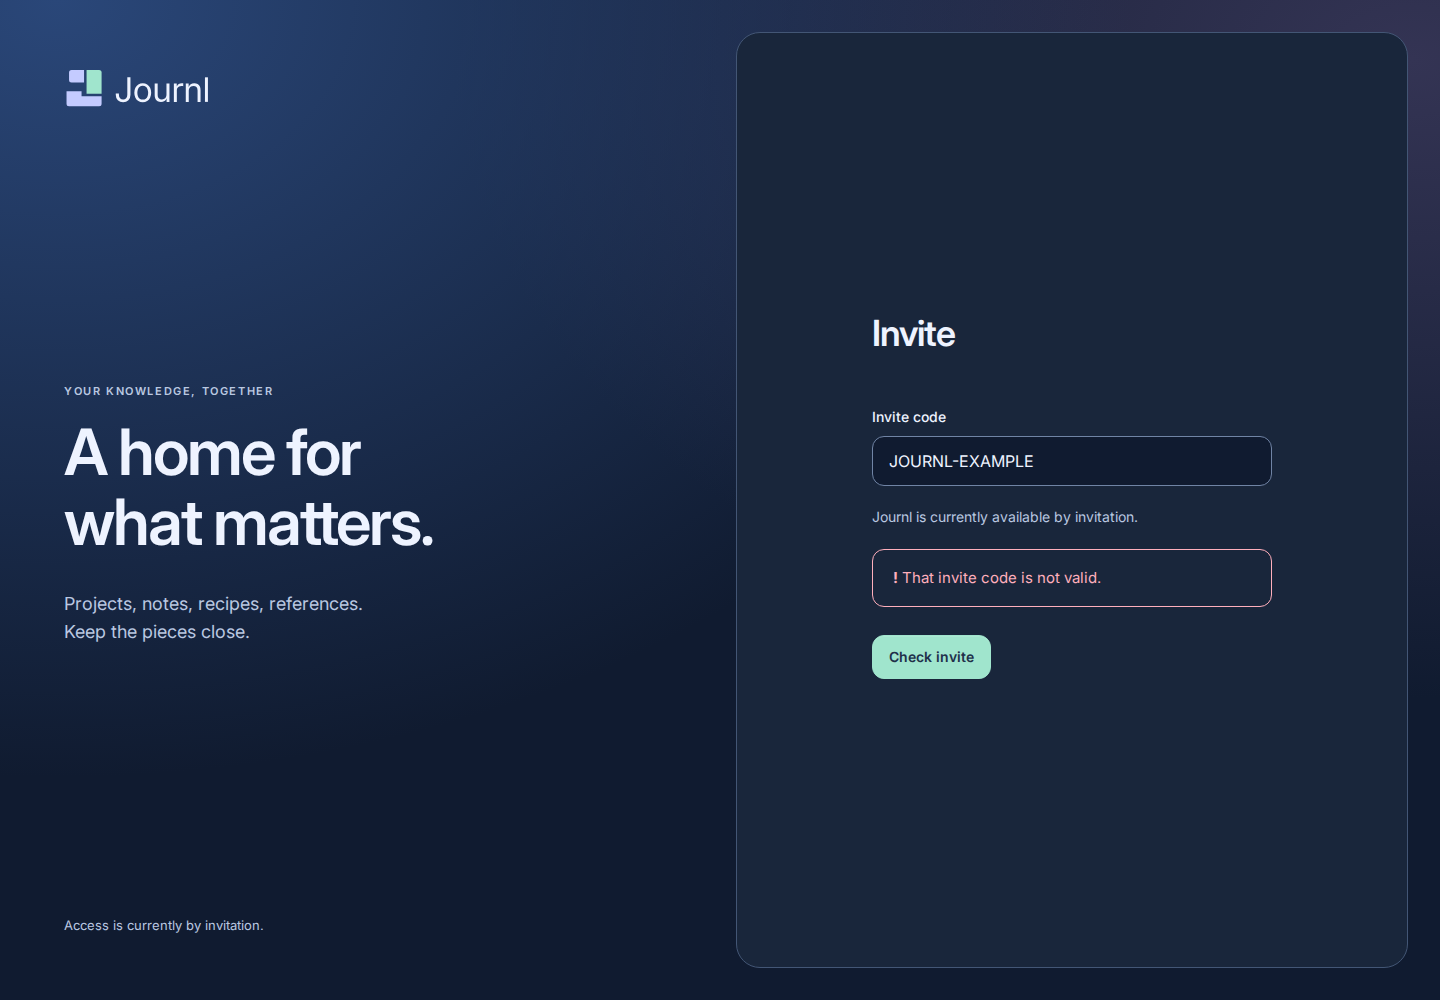 Journl
YOUR KNOWLEDGE, TOGETHER
A home for
what matters.
Projects, notes, recipes, references.
Keep the pieces close.
Access is currently by invitation.
Invite
Invite code
JOURNL-EXAMPLE
Journl is currently available by invitation.
! That invite code is not valid.
Check invite